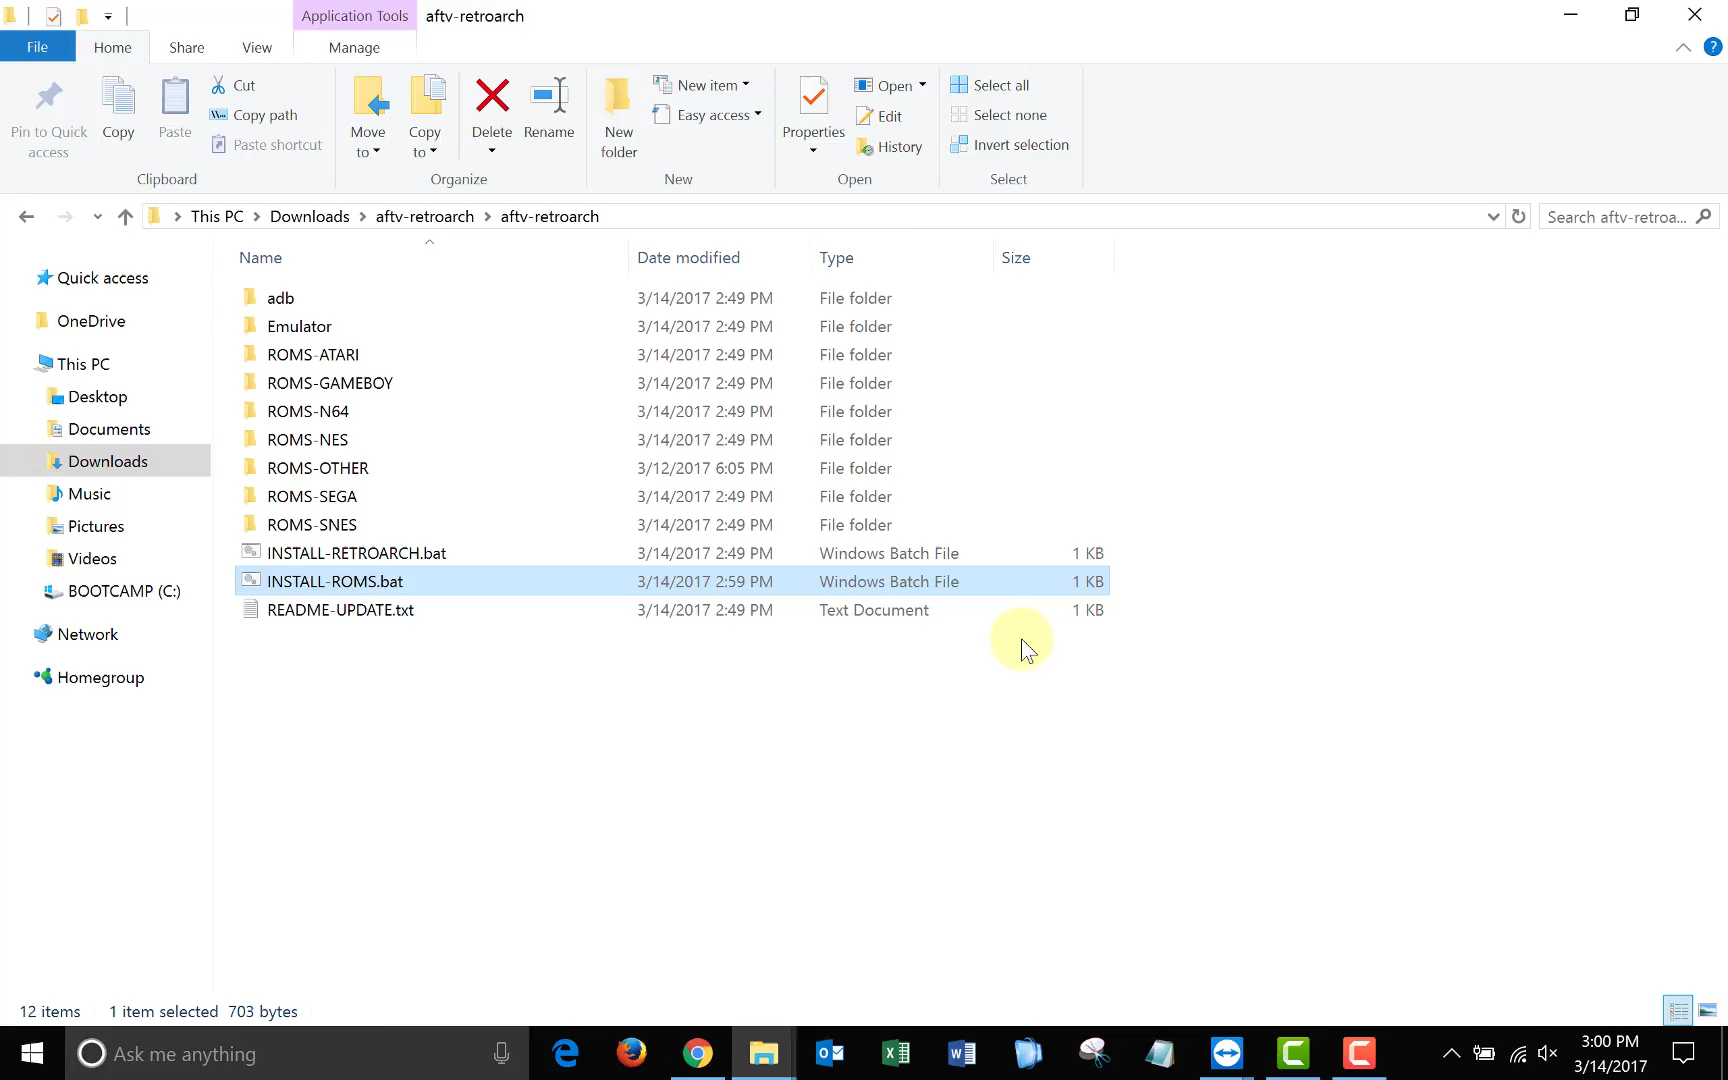 Application Tools aftv-retroarch
File Home Share View Manage
Pin to Quick access
Copy
Paste
Cut
Copy path
Paste shortcut
Clipboard
Move to
Copy to
Delete
Rename
Organize
New folder
New item
Easy access
New
Properties
Open
Edit
History
Open
Select all
Select none
Invert selection
Select
This PC > Downloads > aftv-retroarch > aftv-retroarch
Search aftv-retroa...
Quick access
OneDrive
This PC
Desktop
Documents
Downloads
Music
Pictures
Videos
BOOTCAMP (C:)
Network
Homegroup
Name Date modified Type Size
adb 3/14/2017 2:49 PM File folder
Emulator 3/14/2017 2:49 PM File folder
ROMS-ATARI 3/14/2017 2:49 PM File folder
ROMS-GAMEBOY 3/14/2017 2:49 PM File folder
ROMS-N64 3/14/2017 2:49 PM File folder
ROMS-NES 3/14/2017 2:49 PM File folder
ROMS-OTHER 3/12/2017 6:05 PM File folder
ROMS-SEGA 3/14/2017 2:49 PM File folder
ROMS-SNES 3/14/2017 2:49 PM File folder
INSTALL-RETROARCH.bat 3/14/2017 2:49 PM Windows Batch File 1 KB
INSTALL-ROMS.bat 3/14/2017 2:59 PM Windows Batch File 1 KB
README-UPDATE.txt 3/14/2017 2:49 PM Text Document 1 KB
12 items 1 item selected 703 bytes
Ask me anything
3:00 PM
3/14/2017